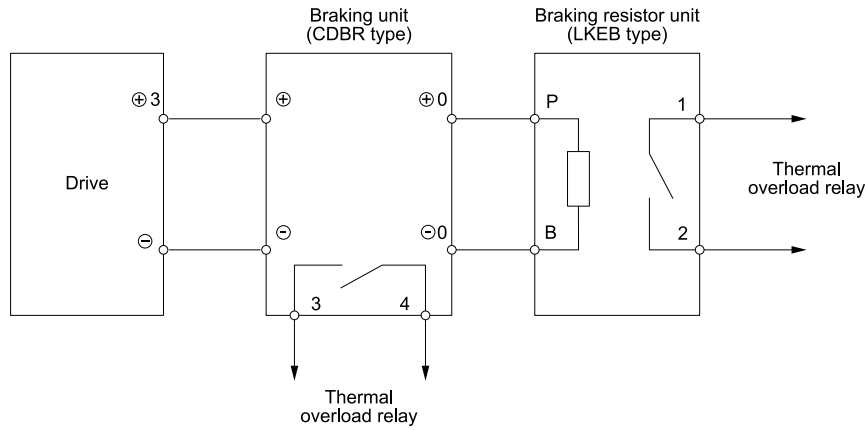 Braking unit
(CDBR type)
Braking resistor unit
(LKEB type)
⊕3
⊕
⊕0
P
1
Drive
Thermal
overload relay
⊖
⊖
⊖0
B
2
3
4
Thermal
overload relay